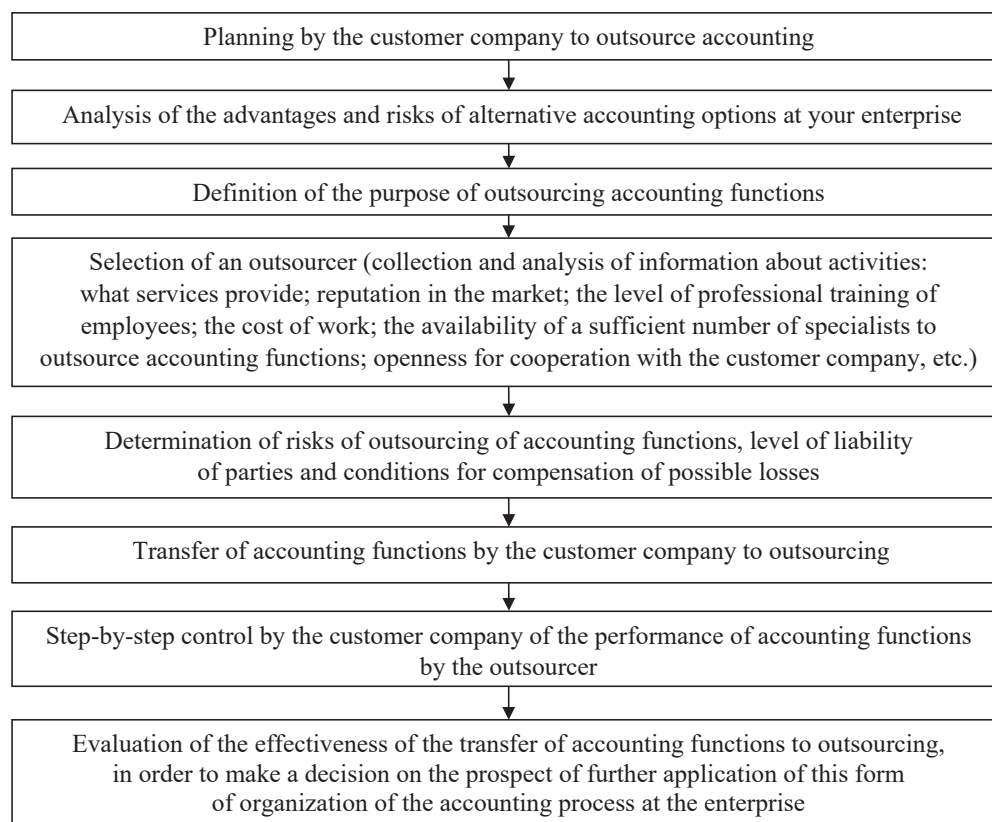 Planning by the customer company to outsource accounting
Analysis of the advantages and risks of alternative accounting options at your enterprise
Definition of the purpose of outsourcing accounting functions
Selection of an outsourcer (collection and analysis of information about activities:
what services provide; reputation in the market; the level of professional training of
employees; the cost of work; the availability of a sufficient number of specialists to
outsource accounting functions; openness for cooperation with the customer company, etc.)
Determination of risks of outsourcing of accounting functions, level of liability
of parties and conditions for compensation of possible losses
Transfer of accounting functions by the customer company to outsourcing
Step-by-step control by the customer company of the performance of accounting functions
by the outsourcer
Evaluation of the effectiveness of the transfer of accounting functions to outsourcing,
in order to make a decision on the prospect of further application of this form
of organization of the accounting process at the enterprise